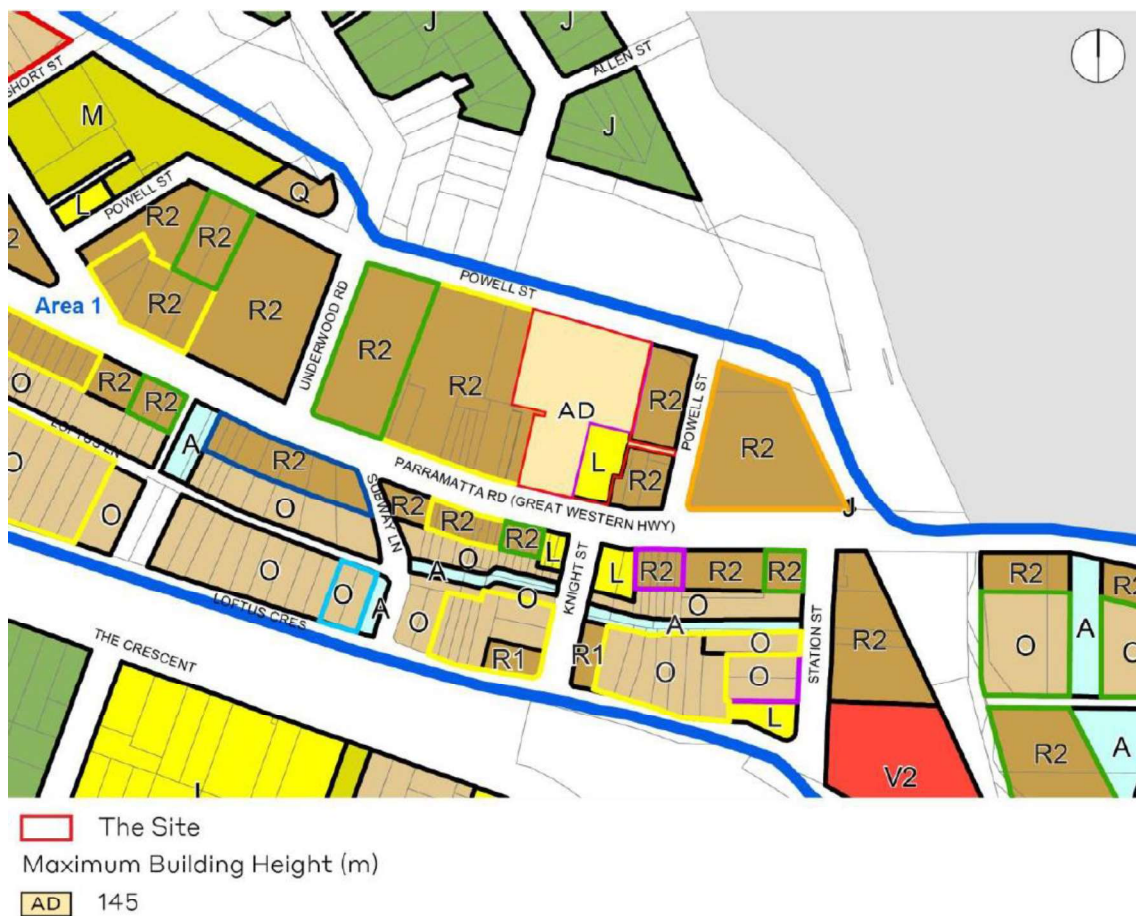 J
J
ALLEN ST
SHORT ST
M
J
L
POWELL ST
Q
R2
R2
R2
R2
2
Area 1
UNDERWOOD RD
POWELL ST
R2
R2
AD
R2
L
R2
POWELL ST
R2
J
PARRAMATTA RD (GREAT WESTERN HWY)
O
R2
R2
LOFTUS LN
A
R2
O
O
O
SUBWAY LN
R2
R2
R2
L
O
A
O
KNIGHT ST
L
R2
R2
R2
O
A
STATION ST
R2
R2
O
A
O
O
O
A
LOFTUS CRES
O
R1
R1
O
O
O
L
V2
R2
A
THE CRESCENT
The Site
Maximum Building Height (m)
AD 145